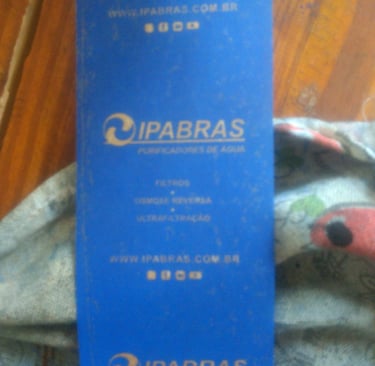 WWW.IPABRAS.COM.BR
IPABRAS
PURIFICADORES DE ÁGUA
FILTROS
OSMOSE REVERSA
ULTRAFILTRAÇÃO
WWW.IPABRAS.COM.BR
IPABRAS